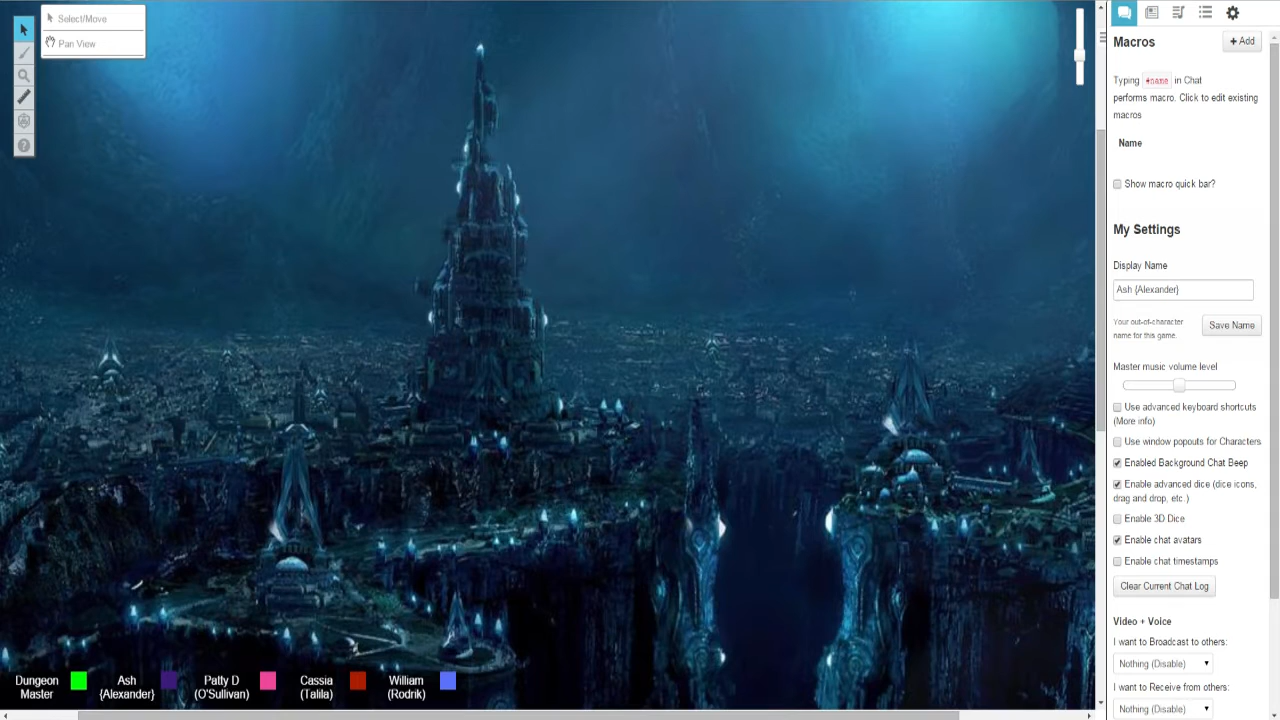 Select/Move
Pan View
Macros
+ Add
Typing #name in Chat
performs macro. Click to edit existing
macros
Name
Show macro quick bar?
My Settings
Display Name
Ash {Alexander}
Your out-of-character
name for this game.
Save Name
Master music volume level
Use advanced keyboard shortcuts
(More info)
Use window popouts for Characters
Enabled Background Chat Beep
Enable advanced dice (dice icons,
drag and drop, etc.)
Enable 3D Dice
Enable chat avatars
Enable chat timestamps
Clear Current Chat Log
Video + Voice
I want to Broadcast to others:
Nothing (Disable)
I want to Receive from others:
Nothing (Disable)
Dungeon
Master
Ash
{Alexander}
Patty D
(O'Sullivan)
Cassia
(Talila)
William
(Rodrik)